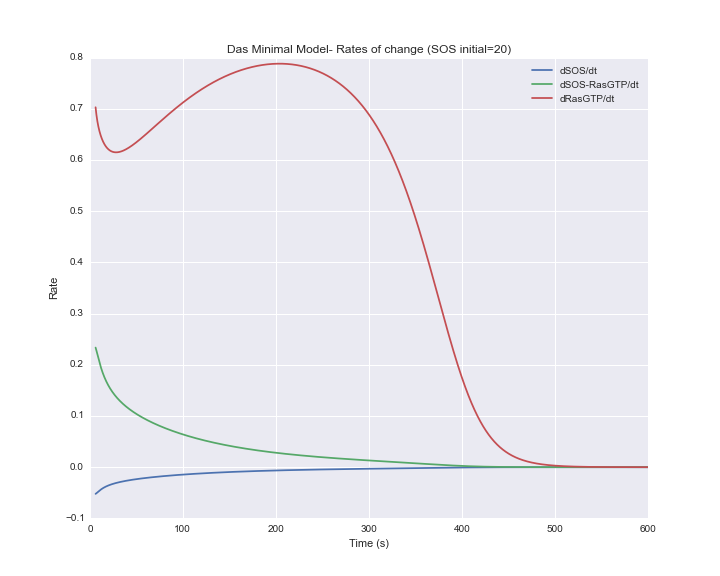 Das Minimal Model- Rates of change (SOS initial=20)
dSOS/dt
dSOS-RasGTP/dt
dRasGTP/dt
0.8
0.7
0.6
0.5
0.4
0.3
0.2
0.1
0.0
−0.1
Rate
0 100 200 300 400 500 600
Time (s)